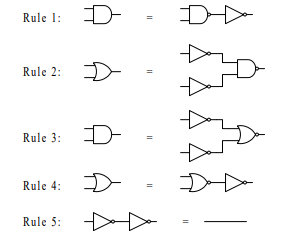 Rule 1: =
Rule 2: =
Rule 3: =
Rule 4: =
Rule 5: =